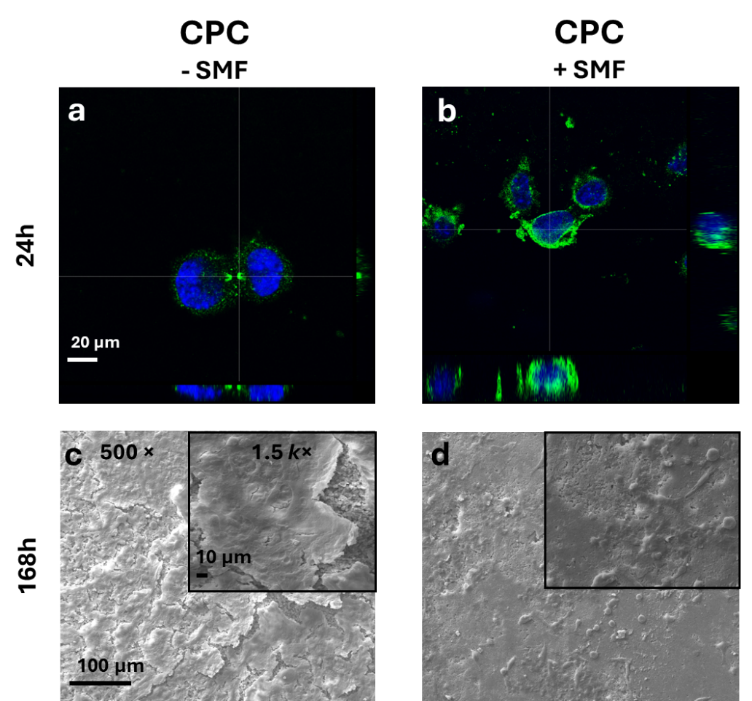 CPC
- SMF
CPC
+ SMF
24h
a
20 µm
b
168h
c
500 ×
1.5 k×
10 µm
100 µm
d